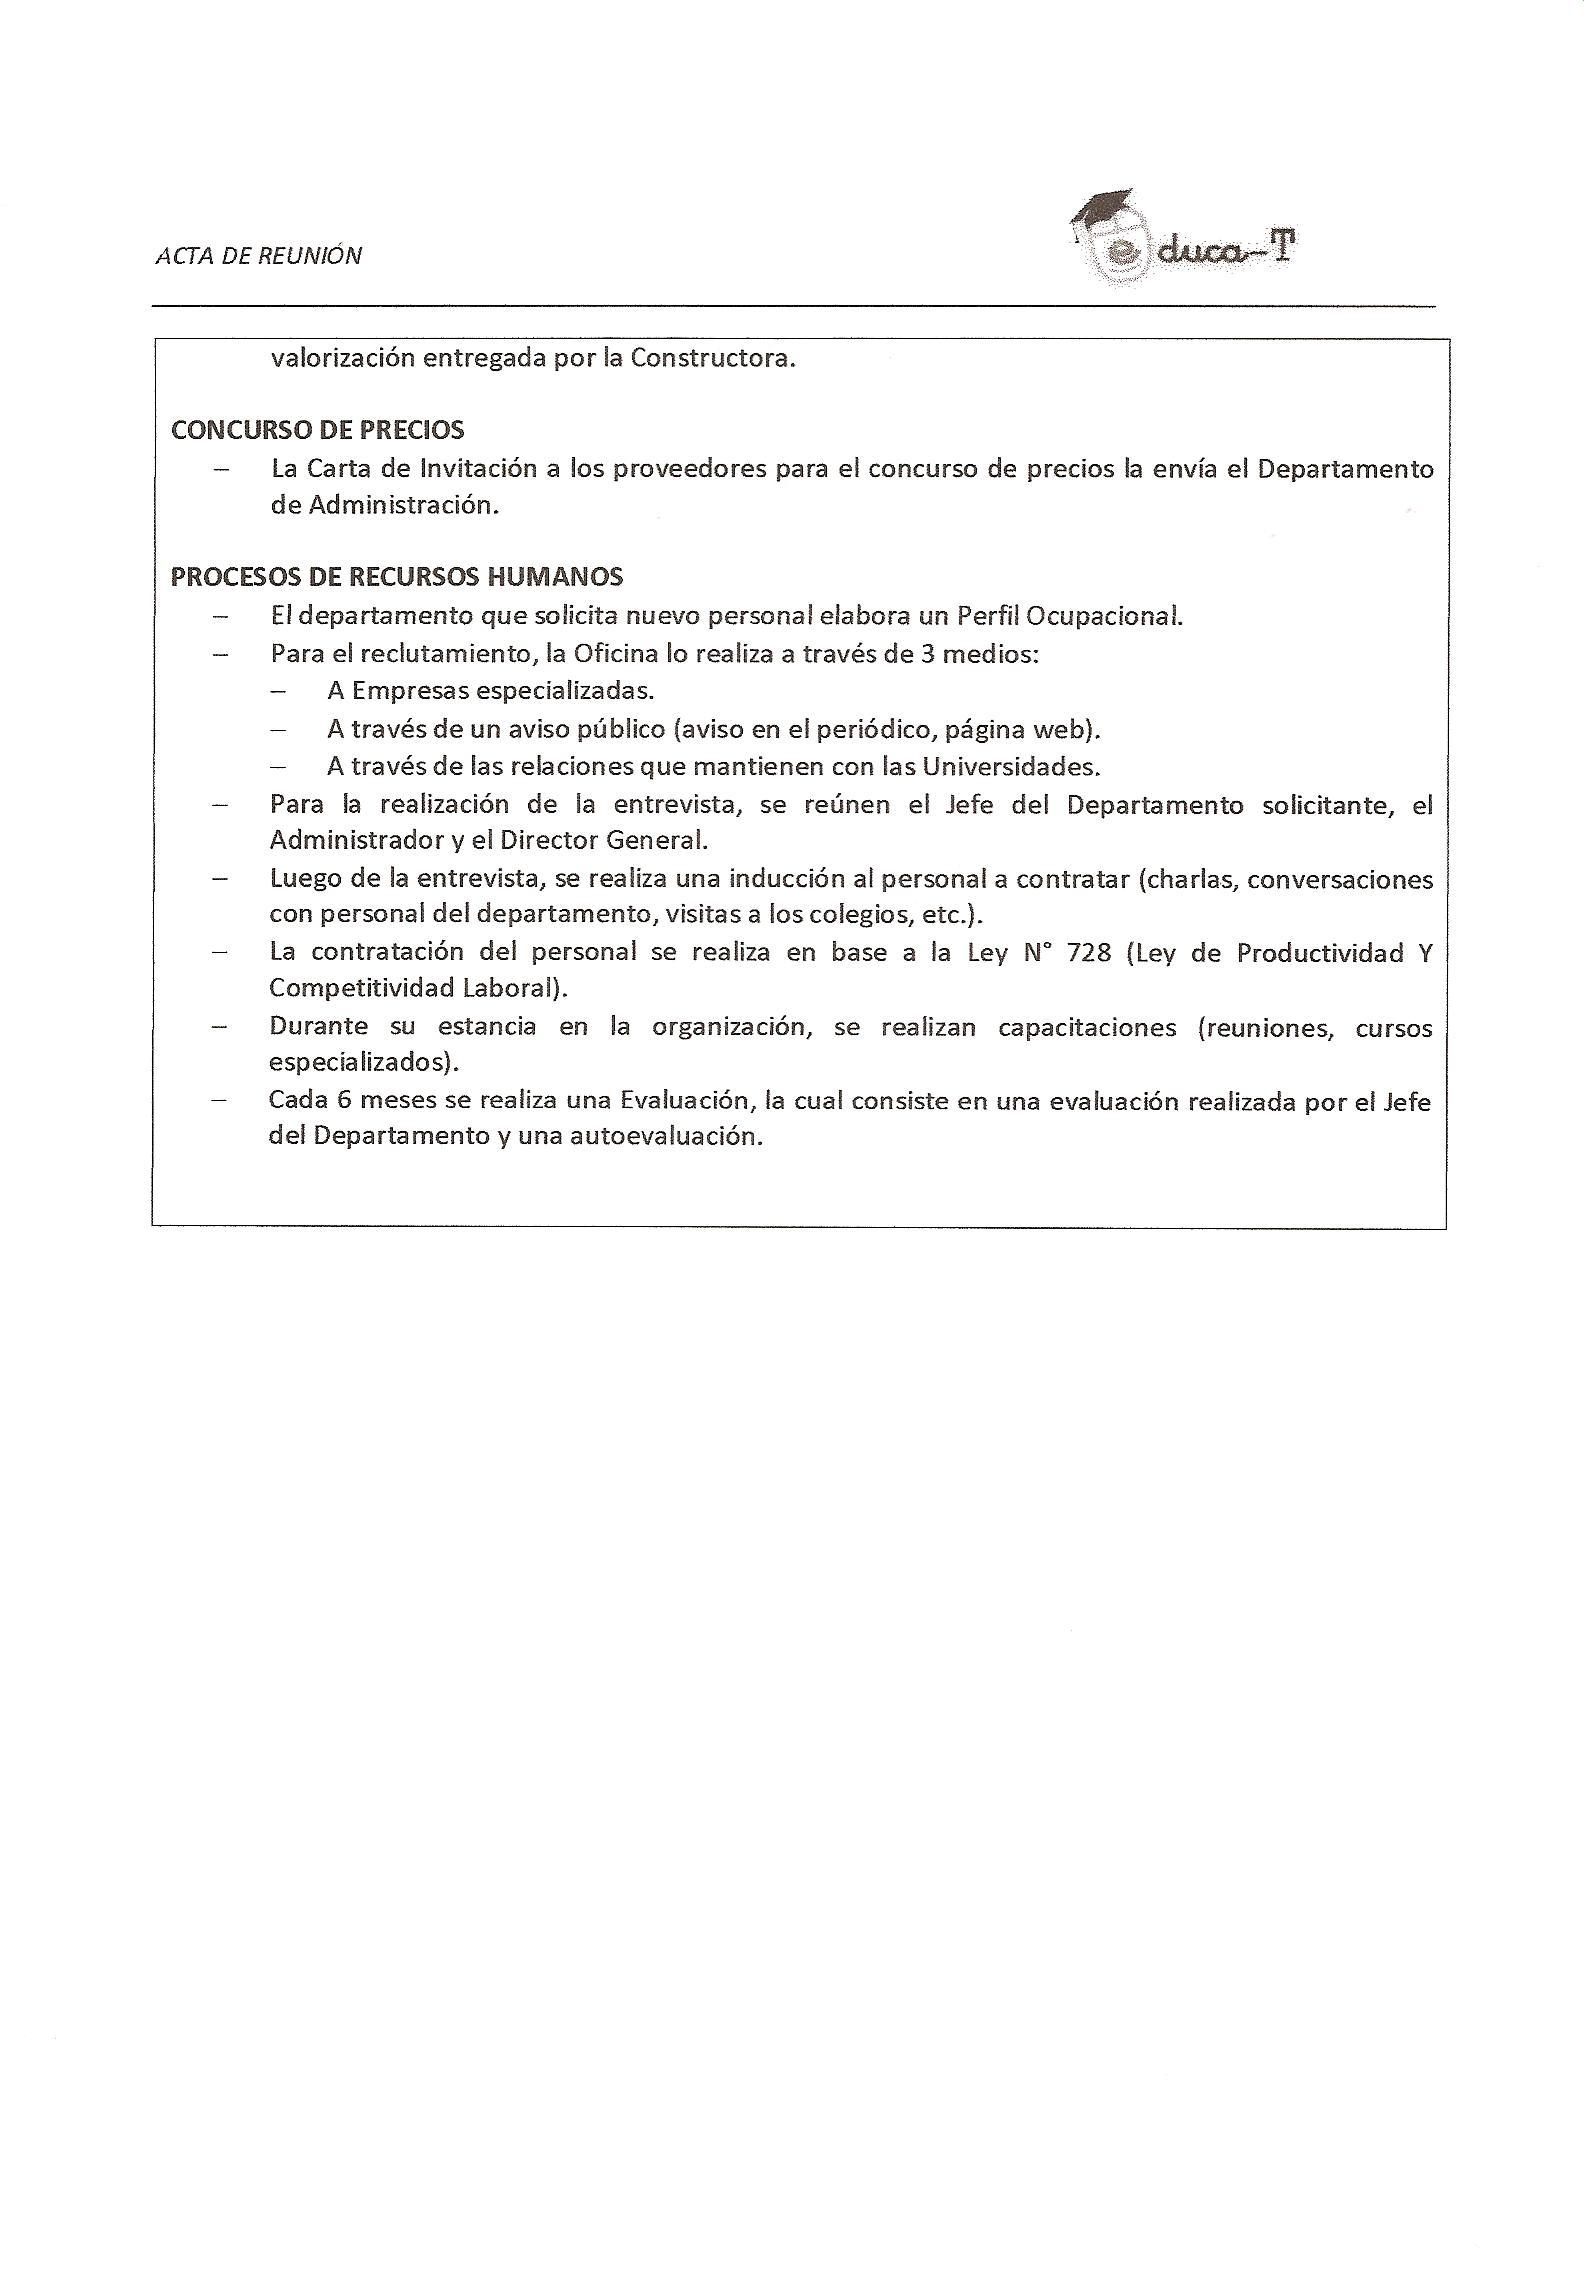 ACTA DE REUNIÓN
educa-T
valorización entregada por la Constructora.
CONCURSO DE PRECIOS
– La Carta de Invitación a los proveedores para el concurso de precios la envía el Departamento
de Administración.
PROCESOS DE RECURSOS HUMANOS
– El departamento que solicita nuevo personal elabora un Perfil Ocupacional.
– Para el reclutamiento, la Oficina lo realiza a través de 3 medios:
– A Empresas especializadas.
– A través de un aviso público (aviso en el periódico, página web).
– A través de las relaciones que mantienen con las Universidades.
– Para la realización de la entrevista, se reúnen el Jefe del Departamento solicitante, el
Administrador y el Director General.
– Luego de la entrevista, se realiza una inducción al personal a contratar (charlas, conversaciones
con personal del departamento, visitas a los colegios, etc.).
– La contratación del personal se realiza en base a la Ley N° 728 (Ley de Productividad Y
Competitividad Laboral).
– Durante su estancia en la organización, se realizan capacitaciones (reuniones, cursos
especializados).
– Cada 6 meses se realiza una Evaluación, la cual consiste en una evaluación realizada por el Jefe
del Departamento y una autoevaluación.